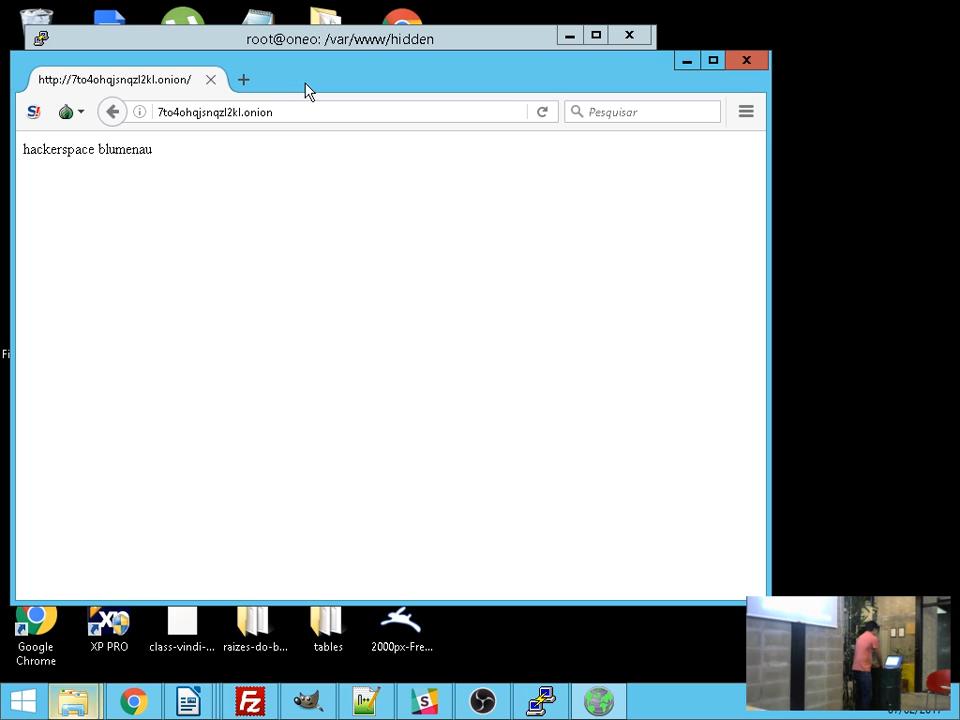 root@oneo: /var/www/hidden
http://7to4ohqjsnqzl2kl.onion/
7to4ohqjsnqzl2kl.onion
Pesquisar
hackerspace blumenau
Fi
Google
Chrome
XP PRO
class-vindi-...
raizes-do-b...
tables
2000px-Fre...